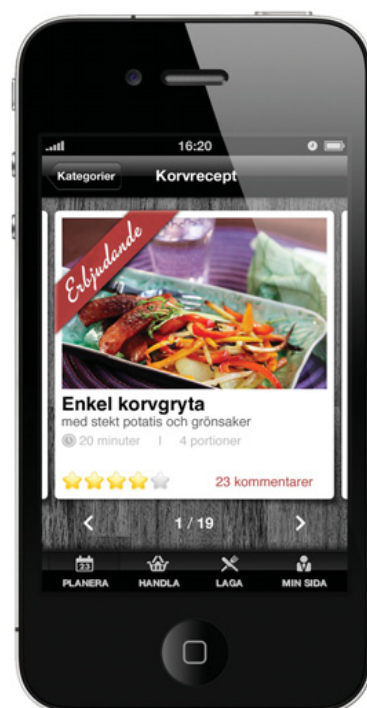 16:20
Kategorier
Korvrecept
Erbjudande
Enkel korvgryta
med stekt potatis och grönsaker
20 minuter | 4 portioner
23 kommentarer
1 / 19
23
PLANERA HANDLA LAGA MIN SIDA